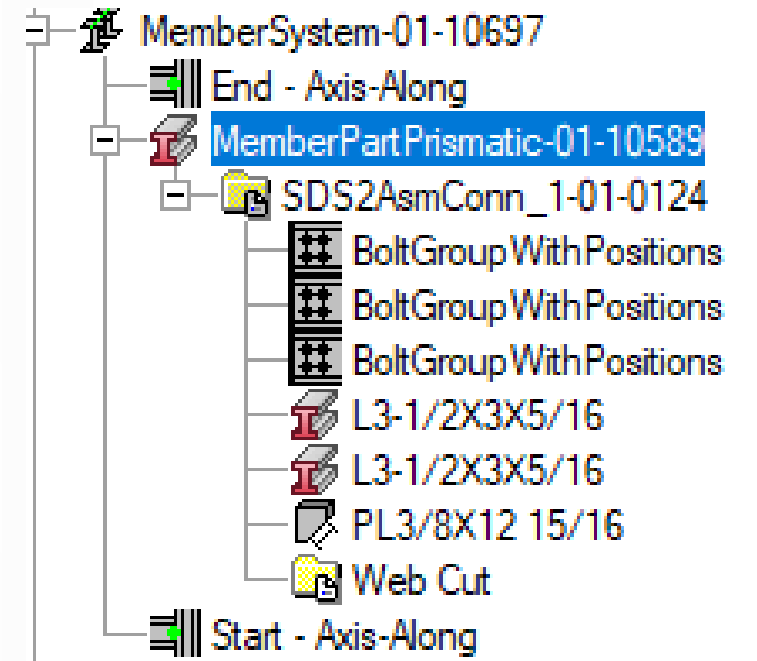 MemberSystem-01-10697
End - Axis-Along
MemberPartPrismatic-01-10589
SDS2AsmConn_1-01-0124
BoltGroupWithPositions
BoltGroupWithPositions
BoltGroupWithPositions
L3-1/2X3X5/16
L3-1/2X3X5/16
PL3/8X12 15/16
Web Cut
Start - Axis-Along